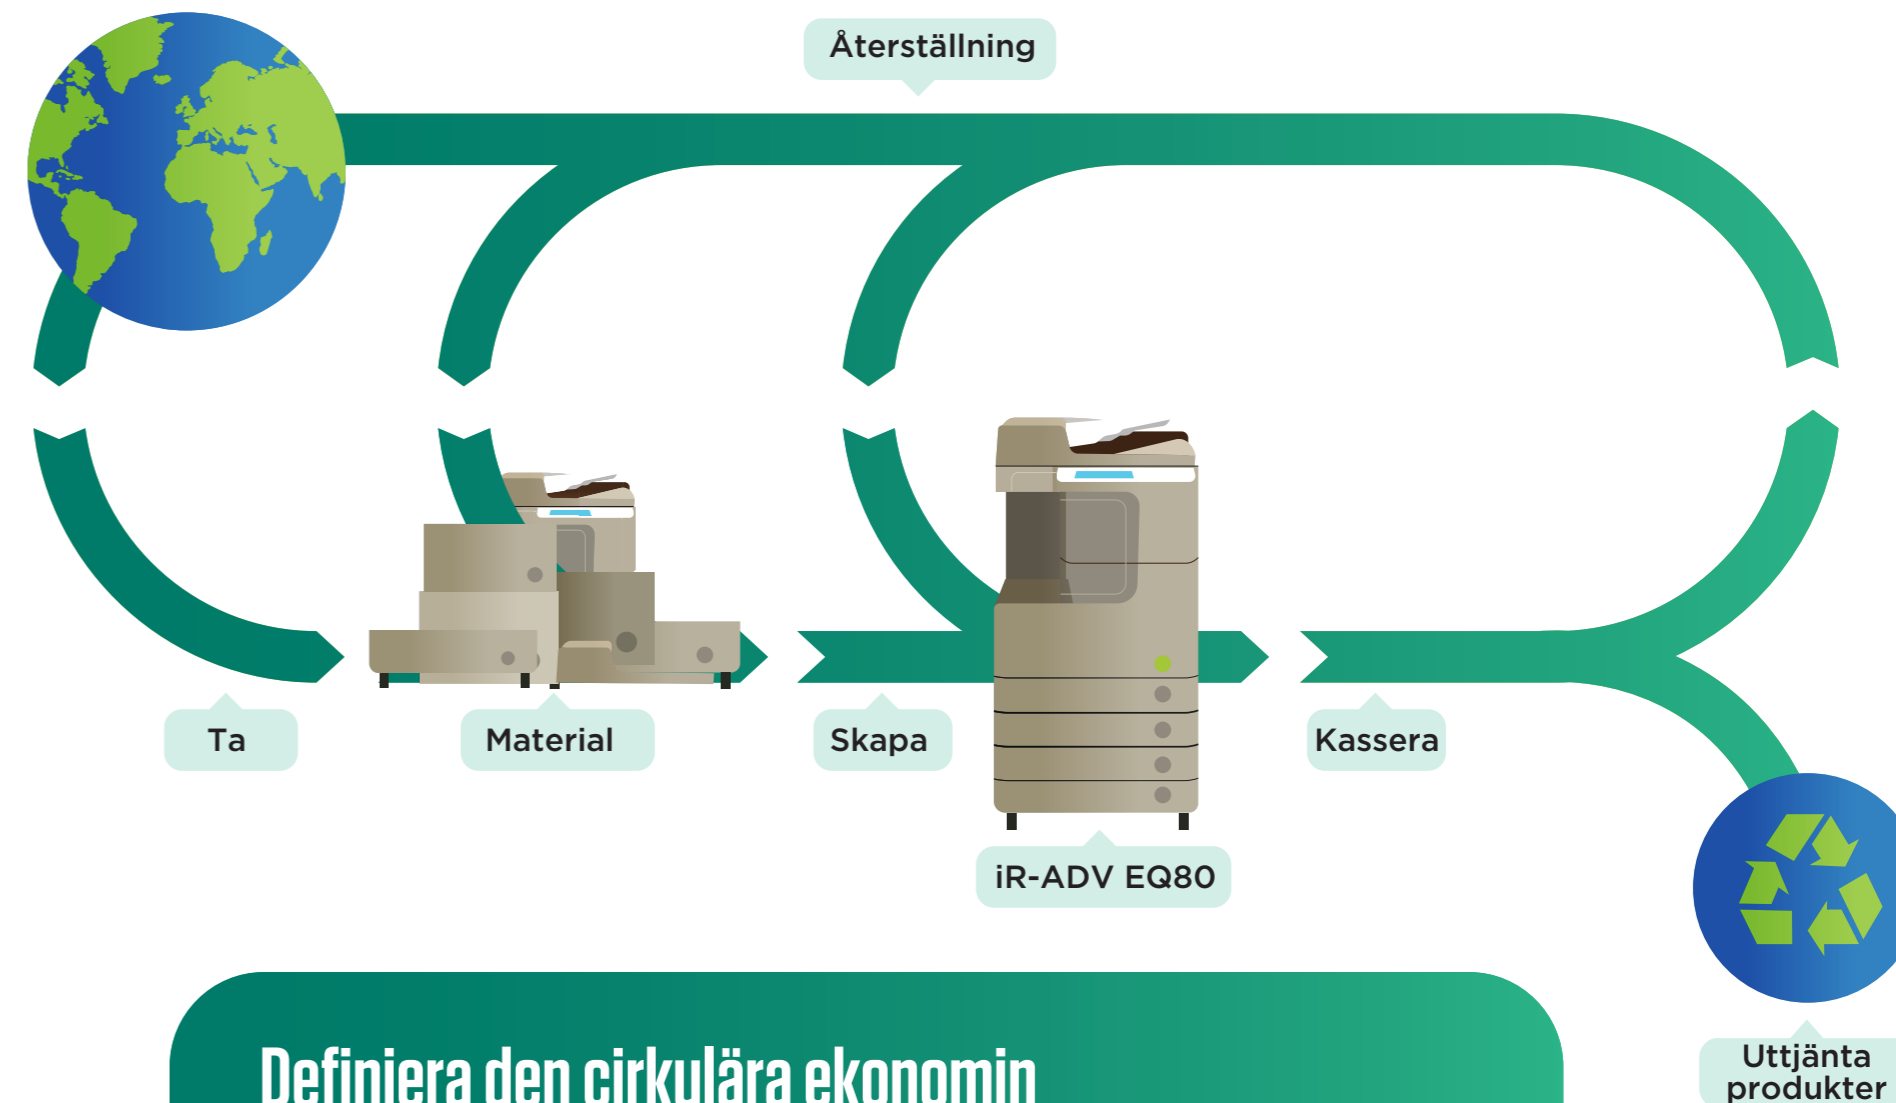 Återställning
Ta
Material
Skapa
Kassera
iR-ADV EQ80
Uttjänta
produkter
Definiera den cirkulära ekonomin